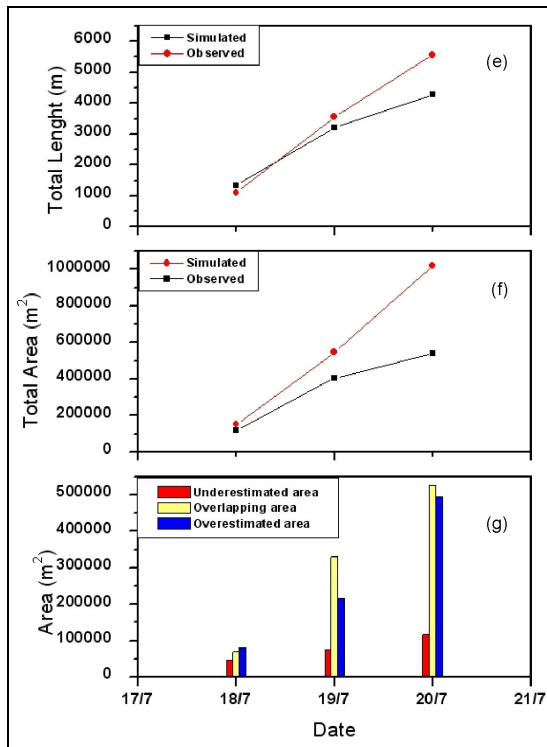 Simulated
Observed
(e)
6000
5000
4000
3000
2000
1000
0
Total Lenght (m)
Simulated
Observed
(f)
1000000
800000
600000
400000
200000
0
Total Area (m²)
Underestimated area
Overlapping area
Overestimated area
(g)
500000
400000
300000
200000
100000
0
Area (m²)
17/7 18/7 19/7 20/7 21/7
Date